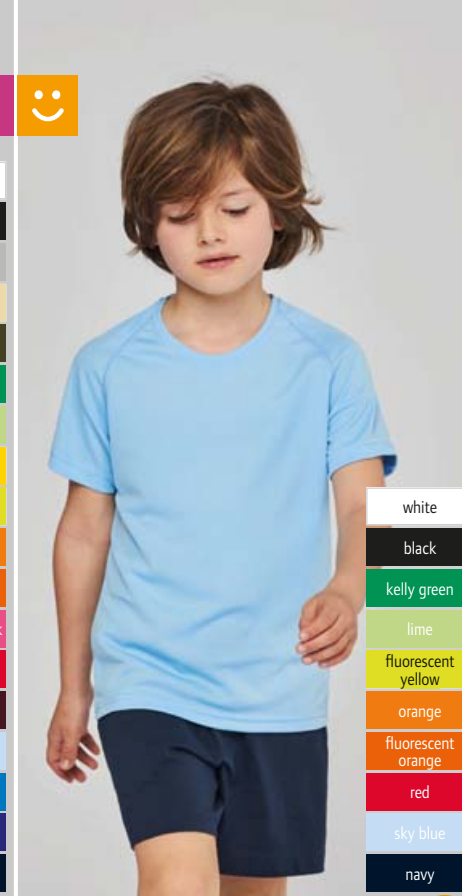 white
black
kelly green
lime
fluorescent
yellow
orange
fluorescent
orange
red
sky blue
navy